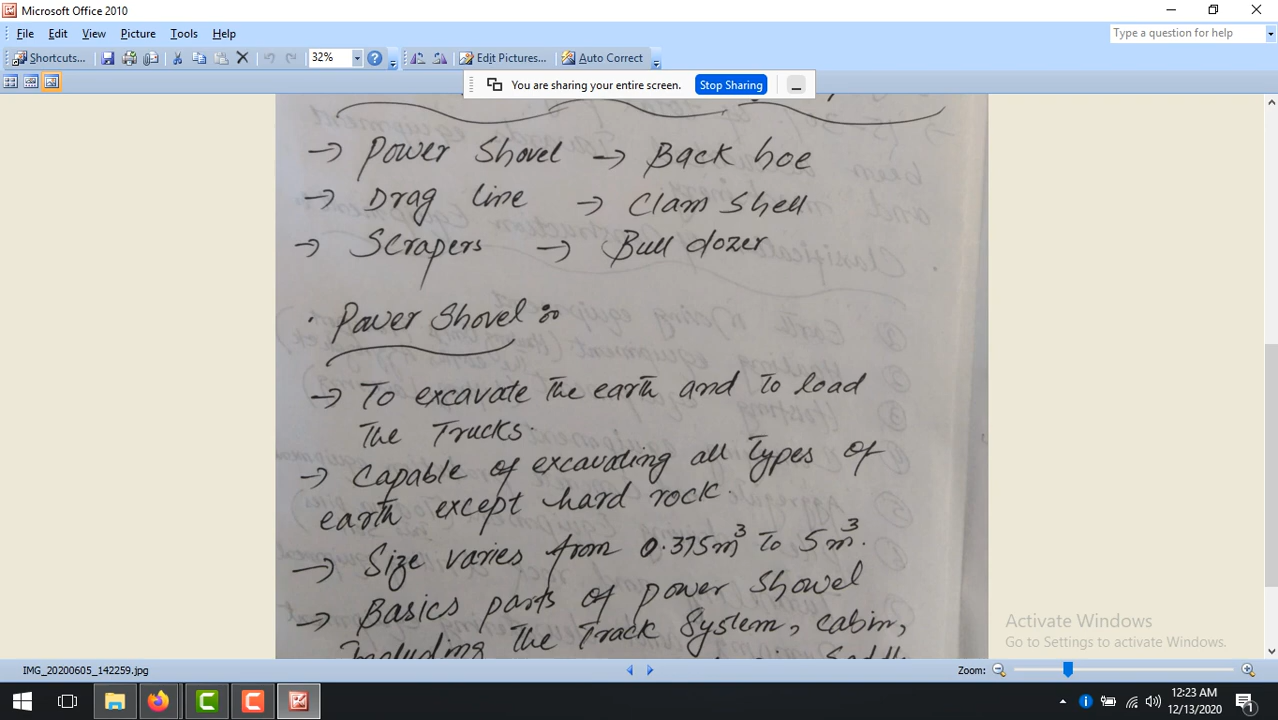 Microsoft Office 2010
File Edit View Picture Tools Help
Type a question for help
Shortcuts... 32% Edit Pictures... Auto Correct
You are sharing your entire screen. Stop Sharing
→ Power Shovel → Back hoe
→ Drag line → Clam Shell
→ Scrapers → Bull dozer
Power Shovel :-
→ To excavate the earth and to load
the Trucks.
→ Capable of excavating all types of
earth except hard rock.
→ Size varies from 0.375m³ to 5m³.
→ Basics parts of power showel
including the Track System, cabin,
Activate Windows
Go to Settings to activate Windows.
IMG_20200605_142259.jpg
Zoom:
12:23 AM
12/13/2020
1